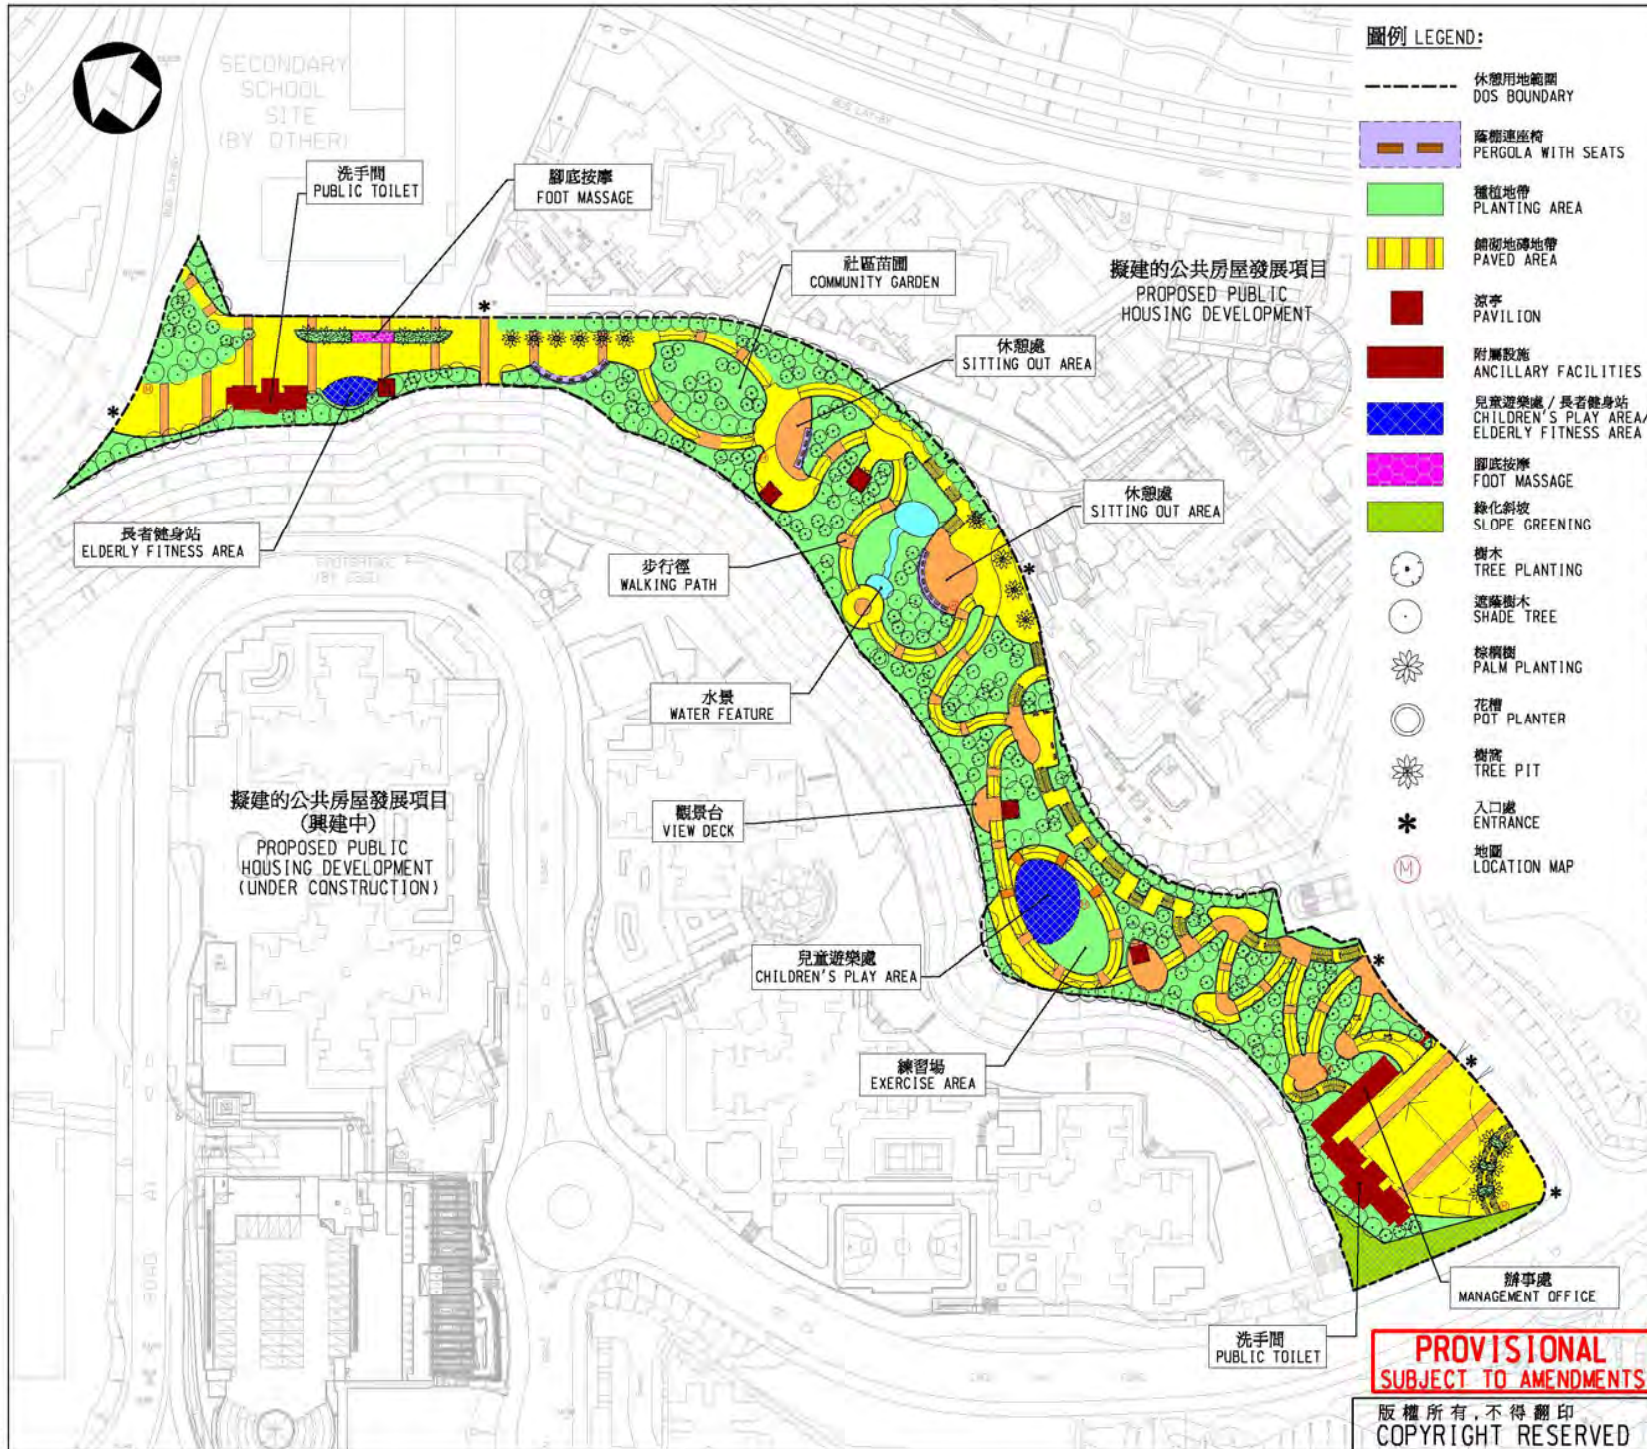 圖例 LEGEND:
休憩用地範圍
DOS BOUNDARY
蔭棚連座椅
PERGOLA WITH SEATS
種植地帶
PLANTING AREA
鋪砌地磚地帶
PAVED AREA
涼亭
PAVILION
附屬設施
ANCILLARY FACILITIES
兒童遊樂處 / 長者健身站
CHILDREN'S PLAY AREA/
ELDERLY FITNESS AREA
腳底按摩
FOOT MASSAGE
綠化斜坡
SLOPE GREENING
樹木
TREE PLANTING
遮蔭樹木
SHADE TREE
棕櫚樹
PALM PLANTING
花槽
POT PLANTER
樹窩
TREE PIT
入口處
ENTRANCE
M
地圖
LOCATION MAP
SECONDARY
SCHOOL
SITE
(BY OTHER)
洗手間
PUBLIC TOILET
腳底按摩
FOOT MASSAGE
社區苗圃
COMMUNITY GARDEN
擬建的公共房屋發展項目
PROPOSED PUBLIC
HOUSING DEVELOPMENT
休憩處
SITTING OUT AREA
休憩處
SITTING OUT AREA
長者健身站
ELDERLY FITNESS AREA
步行徑
WALKING PATH
水景
WATER FEATURE
擬建的公共房屋發展項目
(興建中)
PROPOSED PUBLIC
HOUSING DEVELOPMENT
(UNDER CONSTRUCTION)
觀景台
VIEW DECK
兒童遊樂處
CHILDREN'S PLAY AREA
練習場
EXERCISE AREA
辦事處
MANAGEMENT OFFICE
洗手間
PUBLIC TOILET
PROVISIONAL
SUBJECT TO AMENDMENTS
版權所有,不得翻印
COPYRIGHT RESERVED